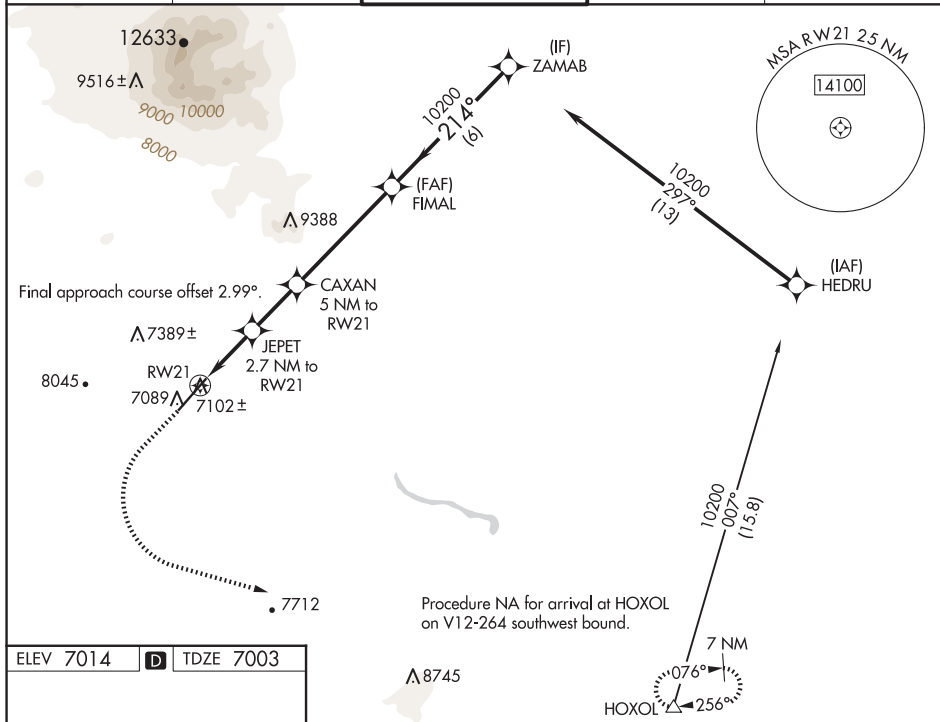 12633
9516±
9000 10000
8000
(IF)
ZAMAB
10200
214°
(6)
MSA RW21 25 NM
14100
(FAF)
FIMAL
9388
10200
297°
(13)
(IAF)
HEDRU
CAXAN
5 NM to
RW21
Final approach course offset 2.99°.
7389±
JEPET
2.7 NM to
RW21
8045
RW21
7089
7102±
10200
007°
(15.8)
7712
Procedure NA for arrival at HOXOL
on V12-264 southwest bound.
7 NM
076°
256°
HOXOL
8745
ELEV 7014 D TDZE 7003